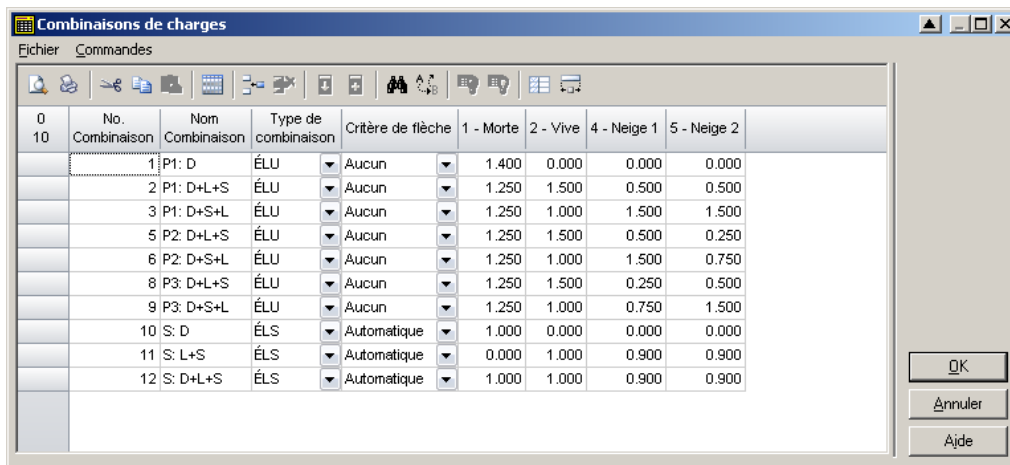 Combinaisons de charges
Fichier Commandes
0 No. Nom Type de Critère de flèche 1 - Morte 2 - Vive 4 - Neige 1 5 - Neige 2
10 Combinaison Combinaison combinaison
1 P1: D ÉLU Aucun 1.400 0.000 0.000 0.000
2 P1: D+L+S ÉLU Aucun 1.250 1.500 0.500 0.500
3 P1: D+S+L ÉLU Aucun 1.250 1.000 1.500 1.500
5 P2: D+L+S ÉLU Aucun 1.250 1.500 0.500 0.250
6 P2: D+S+L ÉLU Aucun 1.250 1.000 1.500 0.750
8 P3: D+L+S ÉLU Aucun 1.250 1.500 0.250 0.500
9 P3: D+S+L ÉLU Aucun 1.250 1.000 0.750 1.500
10 S: D ÉLS Automatique 1.000 0.000 0.000 0.000
11 S: L+S ÉLS Automatique 0.000 1.000 0.900 0.900
12 S: D+L+S ÉLS Automatique 1.000 1.000 0.900 0.900
OK
Annuler
Aide